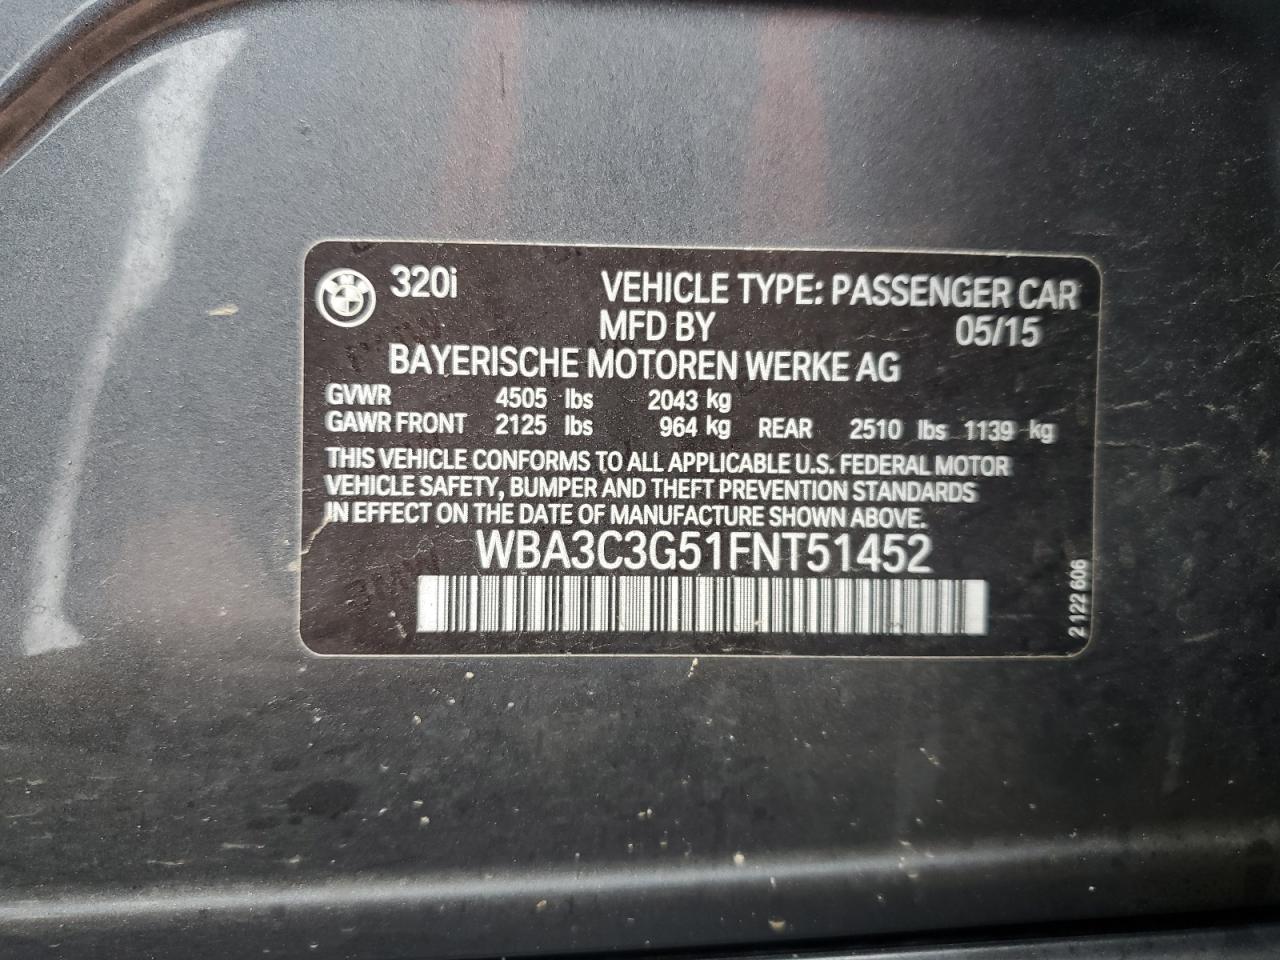 320i VEHICLE TYPE: PASSENGER CAR
MFD BY 05/15
BAYERISCHE MOTOREN WERKE AG
GVWR 4505 lbs 2043 kg
GAWR FRONT 2125 lbs 964 kg REAR 2510 lbs 1139 kg
THIS VEHICLE CONFORMS TO ALL APPLICABLE U.S. FEDERAL MOTOR
VEHICLE SAFETY, BUMPER AND THEFT PREVENTION STANDARDS
IN EFFECT ON THE DATE OF MANUFACTURE SHOWN ABOVE.
WBA3C3G51FNT51452
2 122 606